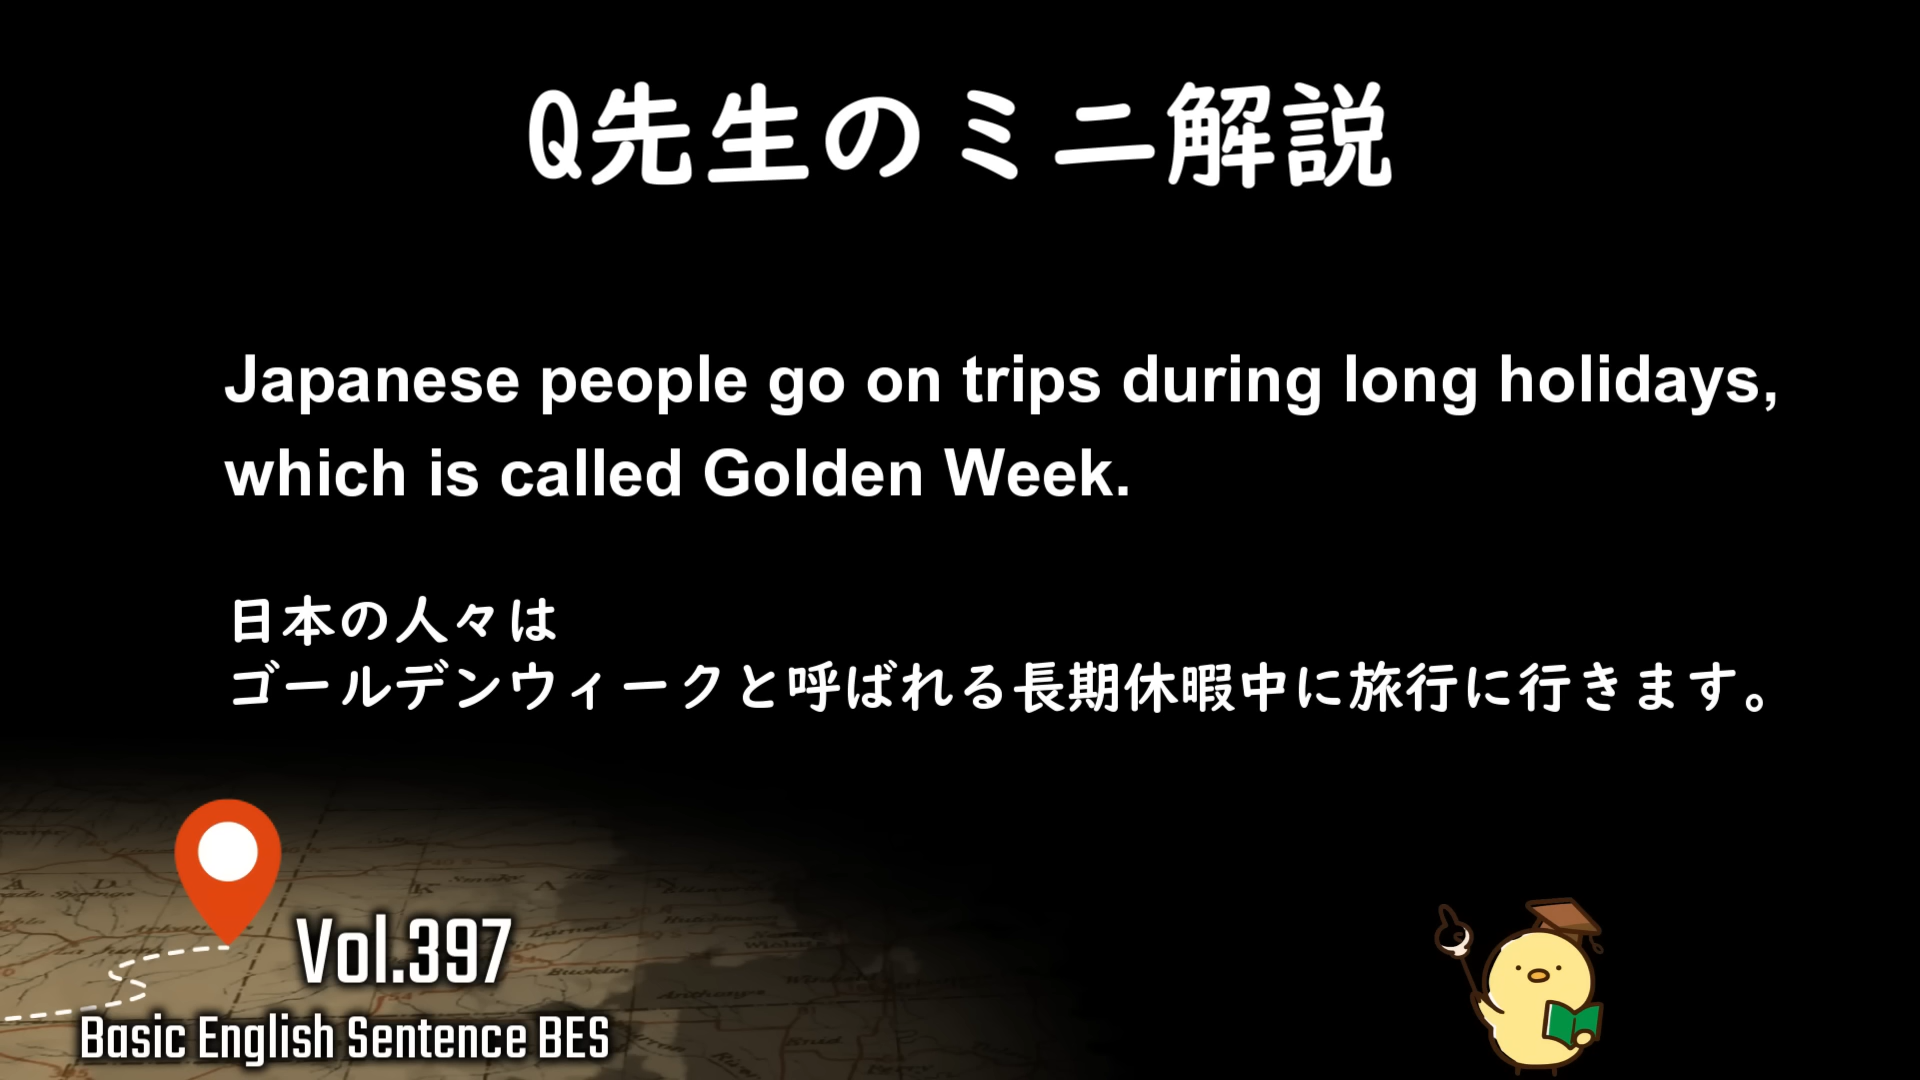 Q先生のミニ解説
Japanese people go on trips during long holidays,
which is called Golden Week.
日本の人々は
ゴールデンウィークと呼ばれる長期休暇中に旅行に行きます。
Vol.397
Basic English Sentence BES